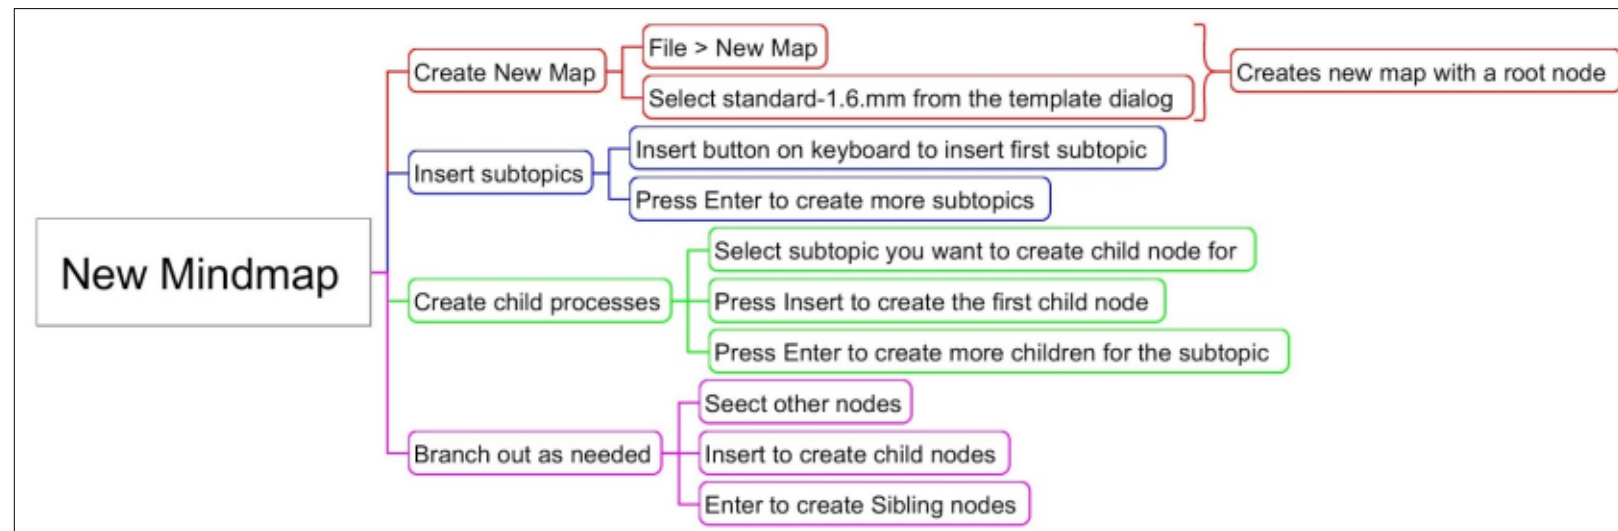 New Mindmap
Create New Map
File > New Map
Select standard-1.6.mm from the template dialog
Creates new map with a root node
Insert subtopics
Insert button on keyboard to insert first subtopic
Press Enter to create more subtopics
Create child processes
Select subtopic you want to create child node for
Press Insert to create the first child node
Press Enter to create more children for the subtopic
Branch out as needed
Seect other nodes
Insert to create child nodes
Enter to create Sibling nodes